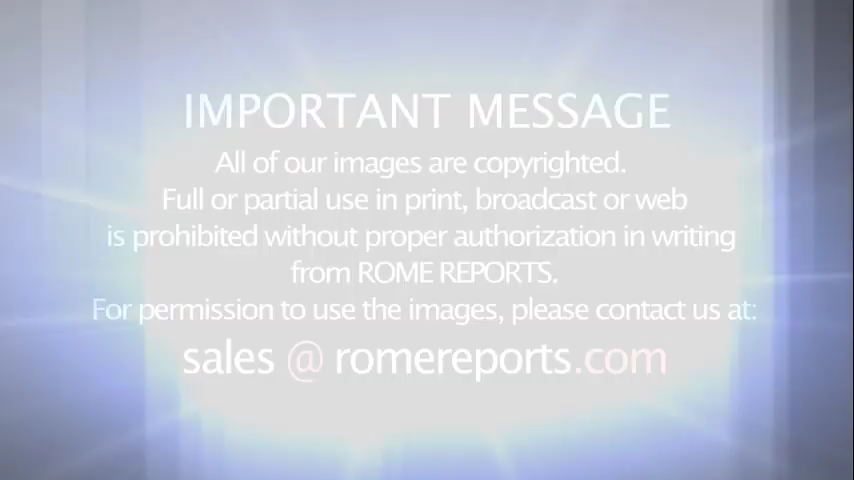 IMPORTANT MESSAGE
All of our images are copyrighted.
Full or partial use in print, broadcast or web
is prohibited without proper authorization in writing
from ROME REPORTS.
For permission to use the images, please contact us at:
sales @ romereports.com